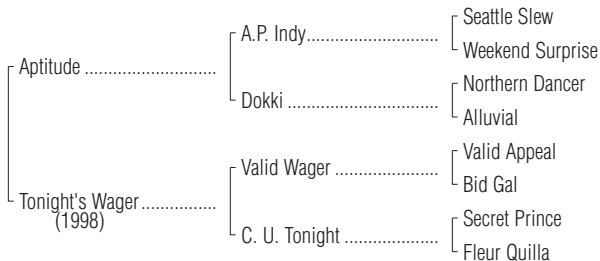 Seattle Slew
A.P. Indy
Weekend Surprise
Aptitude
Northern Dancer
Dokki
Alluvial
Valid Appeal
Valid Wager
Bid Gal
Tonight's Wager
(1998)
Secret Prince
C. U. Tonight
Fleur Quilla